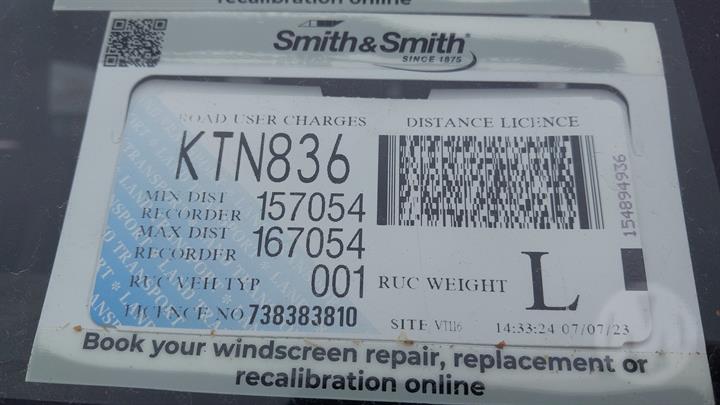 recalibration online
Smith&Smith®
SINCE 1875
ROAD USER CHARGES DISTANCE LICENCE
KTN836
MIN DIST RECORDER 157054
MAX DIST RECORDER 167054
RUC VEH TYP 001 RUC WEIGHT L
LICENCE NO 738383810 SITE VT116 14:33:24 07/07/23
154894936
Book your windscreen repair, replacement or
recalibration online